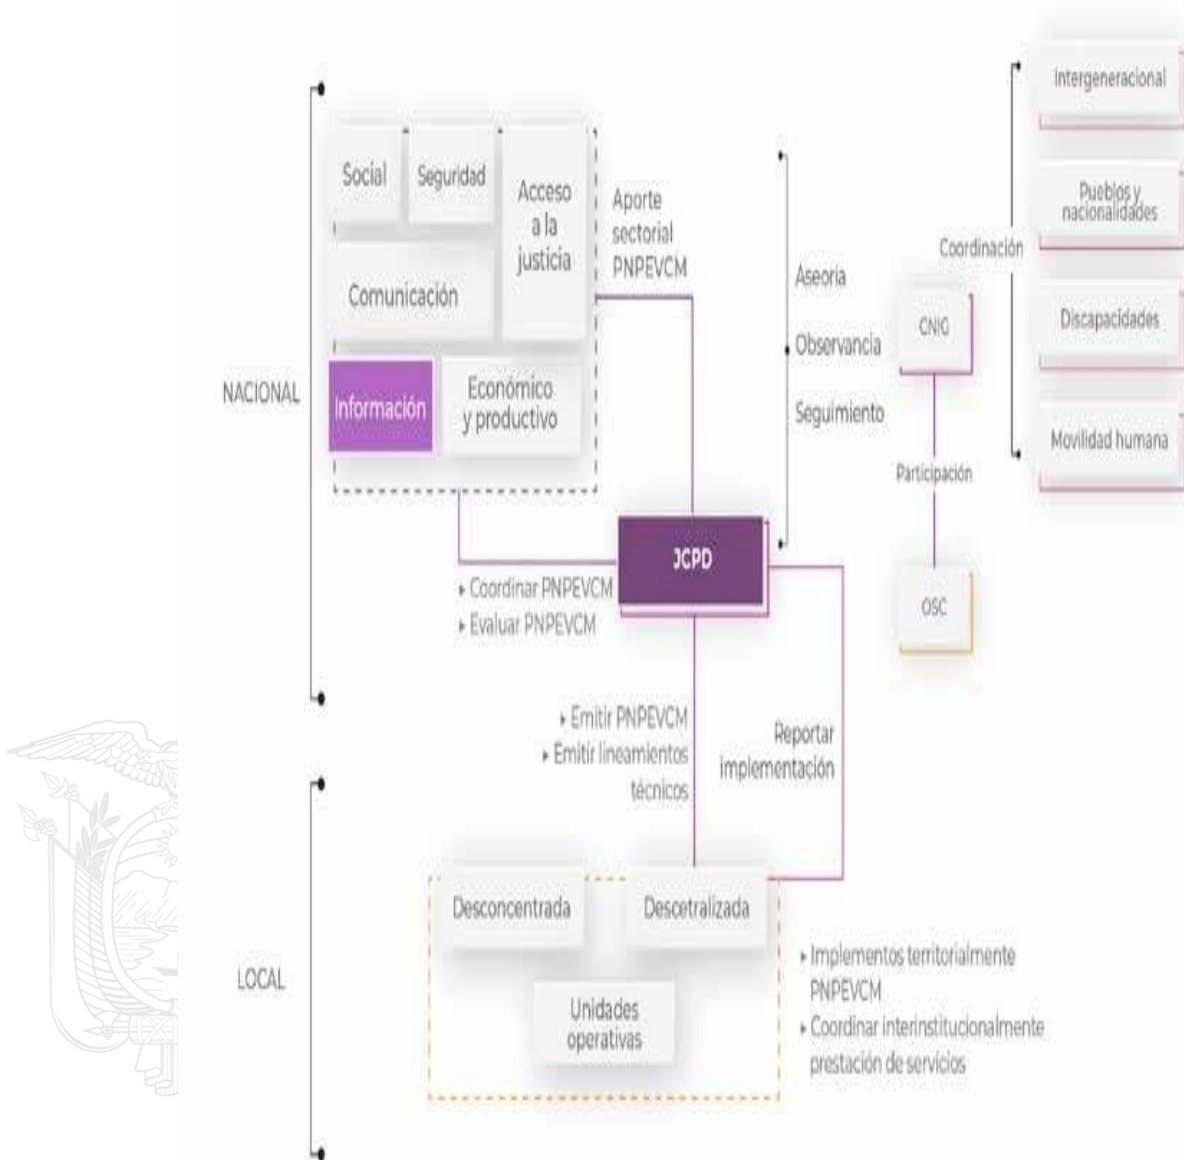 NACIONAL
Social
Seguridad
Acceso
a la
justicia
Comunicación
Información
Económico
y productivo
Aporte
sectorial
PNPEVCM
JCPD
▸ Coordinar PNPEVCM
▸ Evaluar PNPEVCM
Aseoria
Observancia
Seguimiento
CNIG
Participación
OSC
Coordinación
Intergeneracional
Pueblos y
nacionalidades
Discapacidades
Movilidad humana
▸ Emitir PNPEVCM
▸ Emitir lineamientos
técnicos
Reportar
implementación
LOCAL
Desconcentrada
Descetralizada
Unidades
operativas
▸ Implementos territorialmente
PNPEVCM
▸ Coordinar interinstitucionalmente
prestación de servicios